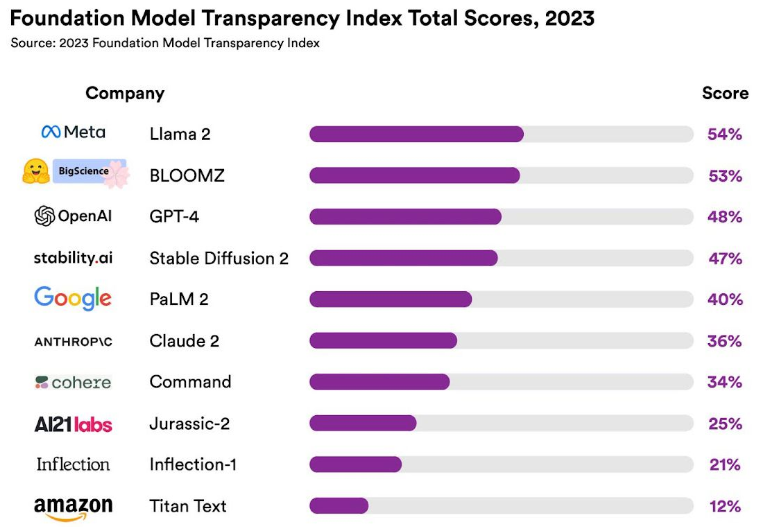 Foundation Model Transparency Index Total Scores, 2023
Source: 2023 Foundation Model Transparency Index
Company Score
Meta Llama 2 54%
BigScience BLOOMZ 53%
OpenAI GPT-4 48%
stability.ai Stable Diffusion 2 47%
Google PaLM 2 40%
ANTHROP\C Claude 2 36%
cohere Command 34%
AI21labs Jurassic-2 25%
Inflection Inflection-1 21%
amazon Titan Text 12%